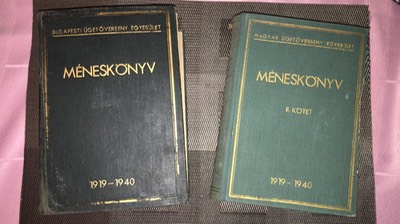 BUDAPESTI ÜGETŐVERSENY EGYESÜLET
MÉNESKÖNYV
1919-1940
MAGYAR ÜGETŐVERSENY EGYESÜLET
MÉNESKÖNYV
II. KÖTET
1919-1940